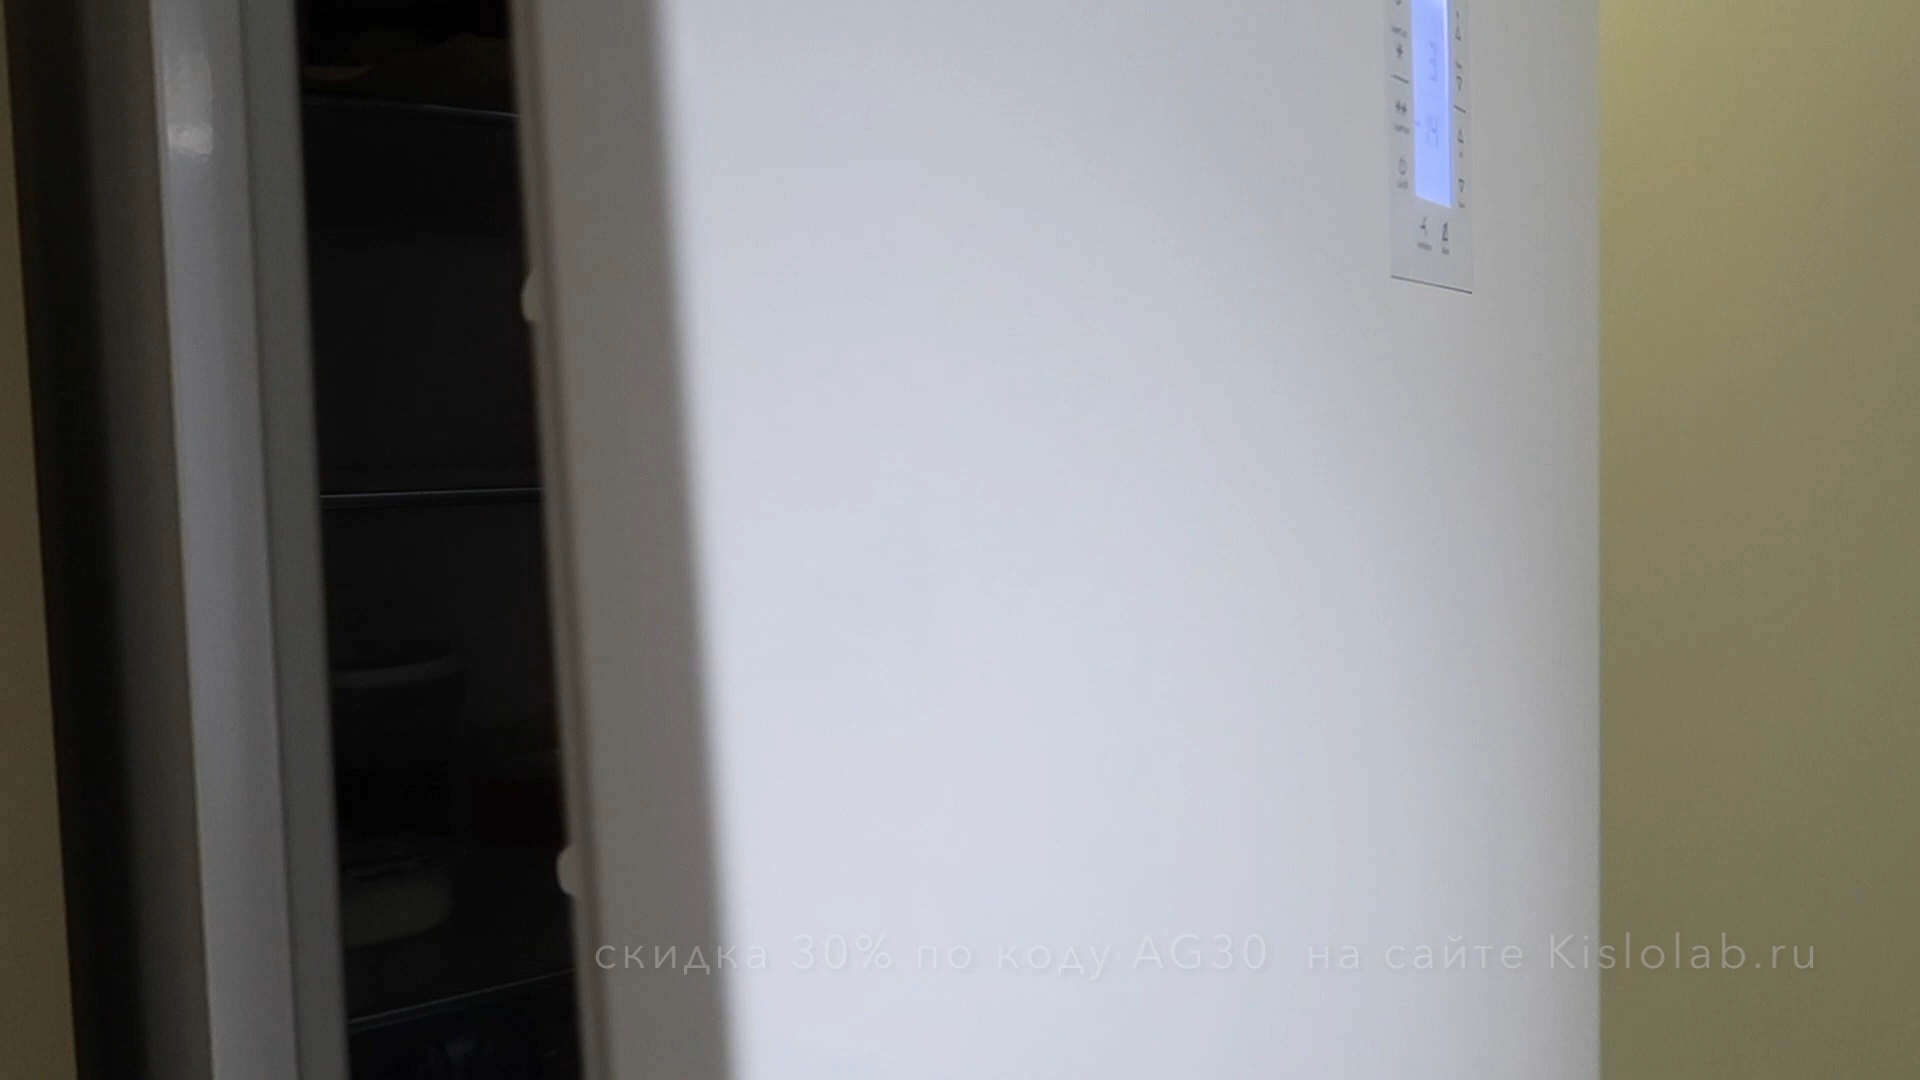 скидка 30% по коду AG30 на сайте Kislolab.ru